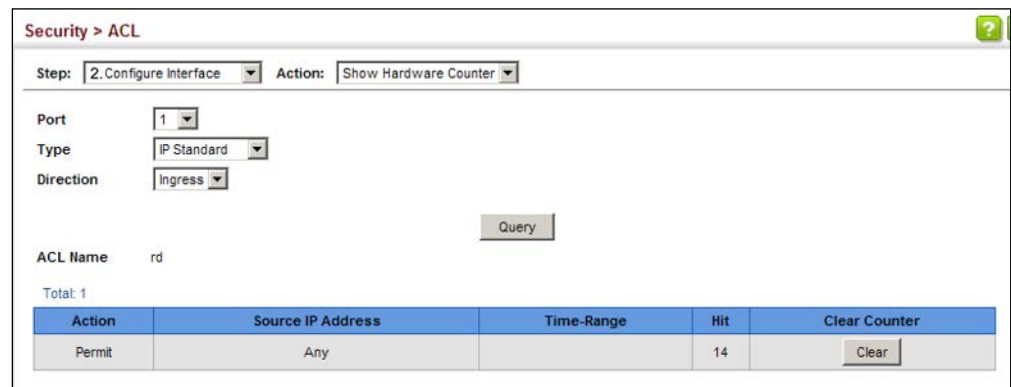 Security > ACL
?
Step: 2. Configure Interface Action: Show Hardware Counter
Port 1
Type IP Standard
Direction Ingress
Query
ACL Name rd
Total: 1
Action Source IP Address Time-Range Hit Clear Counter
Permit Any 14 Clear